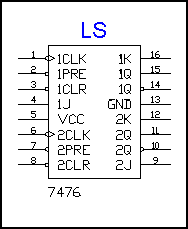 LS
1 1CLK 1K 16
2 1PRE 1Q 15
3 1CLR 1Q 14
4 1J GND 13
5 VCC 2K 12
6 2CLK 2Q 11
7 2PRE 2Q 10
8 2CLR 2J 9
7476